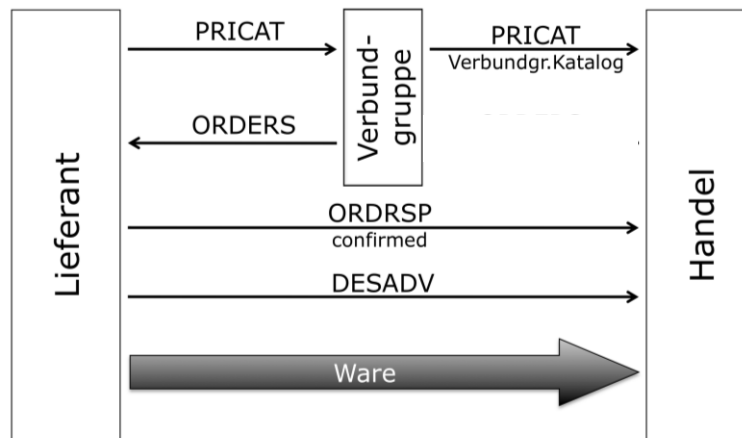 PRICAT
Verbund-
gruppe
PRICAT
Verbundgr.Katalog
ORDERS
Lieferant
Handel
ORDRSP
confirmed
DESADV
Ware